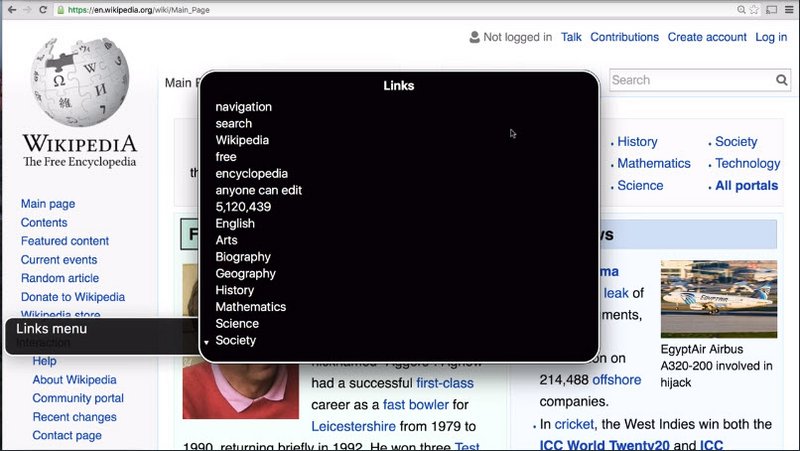 https://en.wikipedia.org/wiki/Main_Page
Not logged in Talk Contributions Create account Log in
Main P
Search
WIKIPEDIA
The Free Encyclopedia
Main page
Contents
Featured content
Current events
Random article
Donate to Wikipedia
Wikipedia store
Interaction
Help
About Wikipedia
Community portal
Recent changes
Contact page
Links menu
Links
navigation
search
Wikipedia
free
encyclopedia
anyone can edit
5,120,439
English
Arts
Biography
Geography
History
Mathematics
Science
Society
th
History
Mathematics
Science
Society
Technology
All portals
F
ws
ma
leak of
on on
214,488 offshore
companies.
In cricket, the West Indies win both the
ICC World Twenty20 and ICC
EgyptAir Airbus
A320-200 involved in
hijack
had a successful first-class
career as a fast bowler for
Leicestershire from 1979 to
1990, returning briefly in 1992. He won three Test